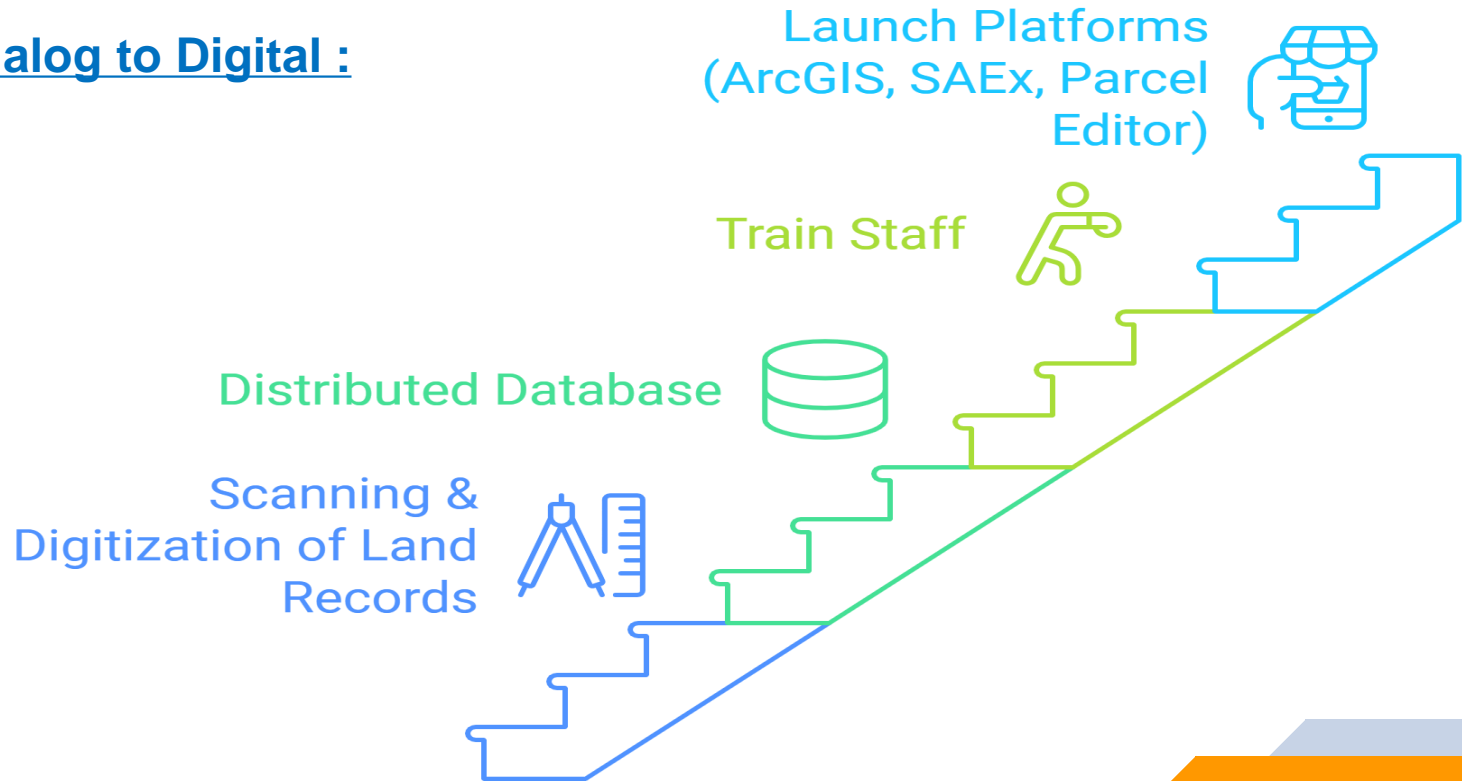 alog to Digital :
Launch Platforms
(ArcGIS, SAEx, Parcel
Editor)
Train Staff
Distributed Database
Scanning &
Digitization of Land
Records